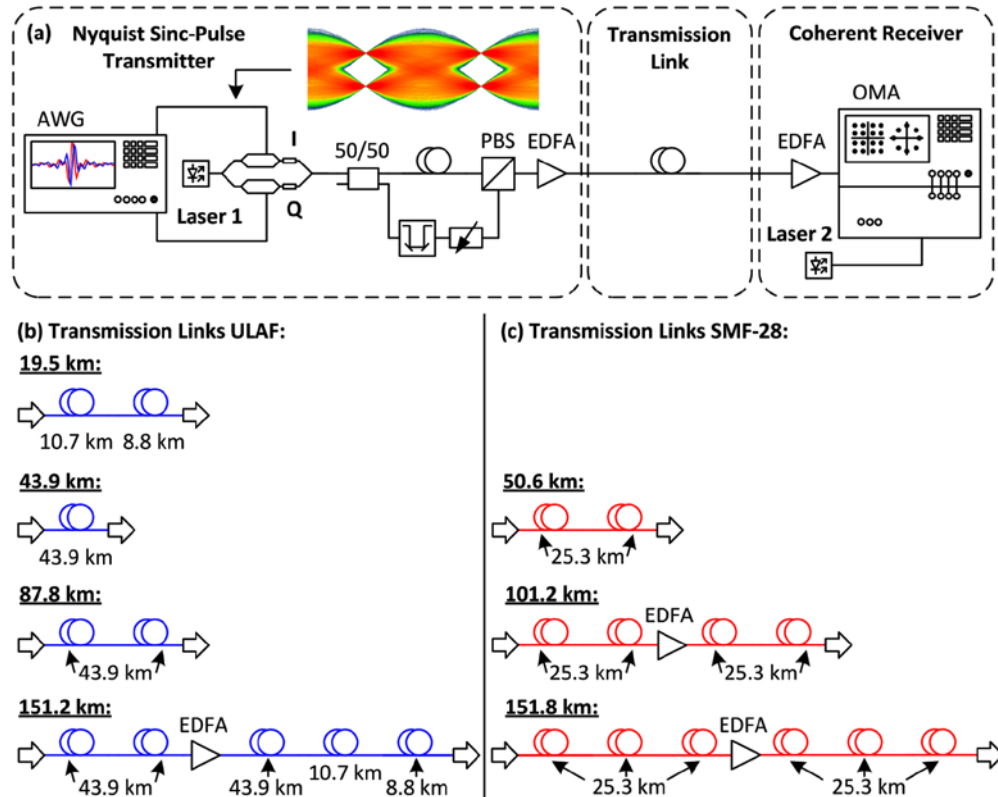 (a) Nyquist Sinc-Pulse
Transmitter
Transmission
Link
Coherent Receiver
AWG
OMA
I
Q
Laser 1
50/50
PBS
EDFA
EDFA
Laser 2
(b) Transmission Links ULAF:
19.5 km:
10.7 km 8.8 km
43.9 km:
43.9 km
87.8 km:
43.9 km
151.2 km:
EDFA
43.9 km 43.9 km 10.7 km 8.8 km
(c) Transmission Links SMF-28:
50.6 km:
25.3 km
101.2 km:
EDFA
25.3 km 25.3 km
151.8 km:
EDFA
25.3 km 25.3 km